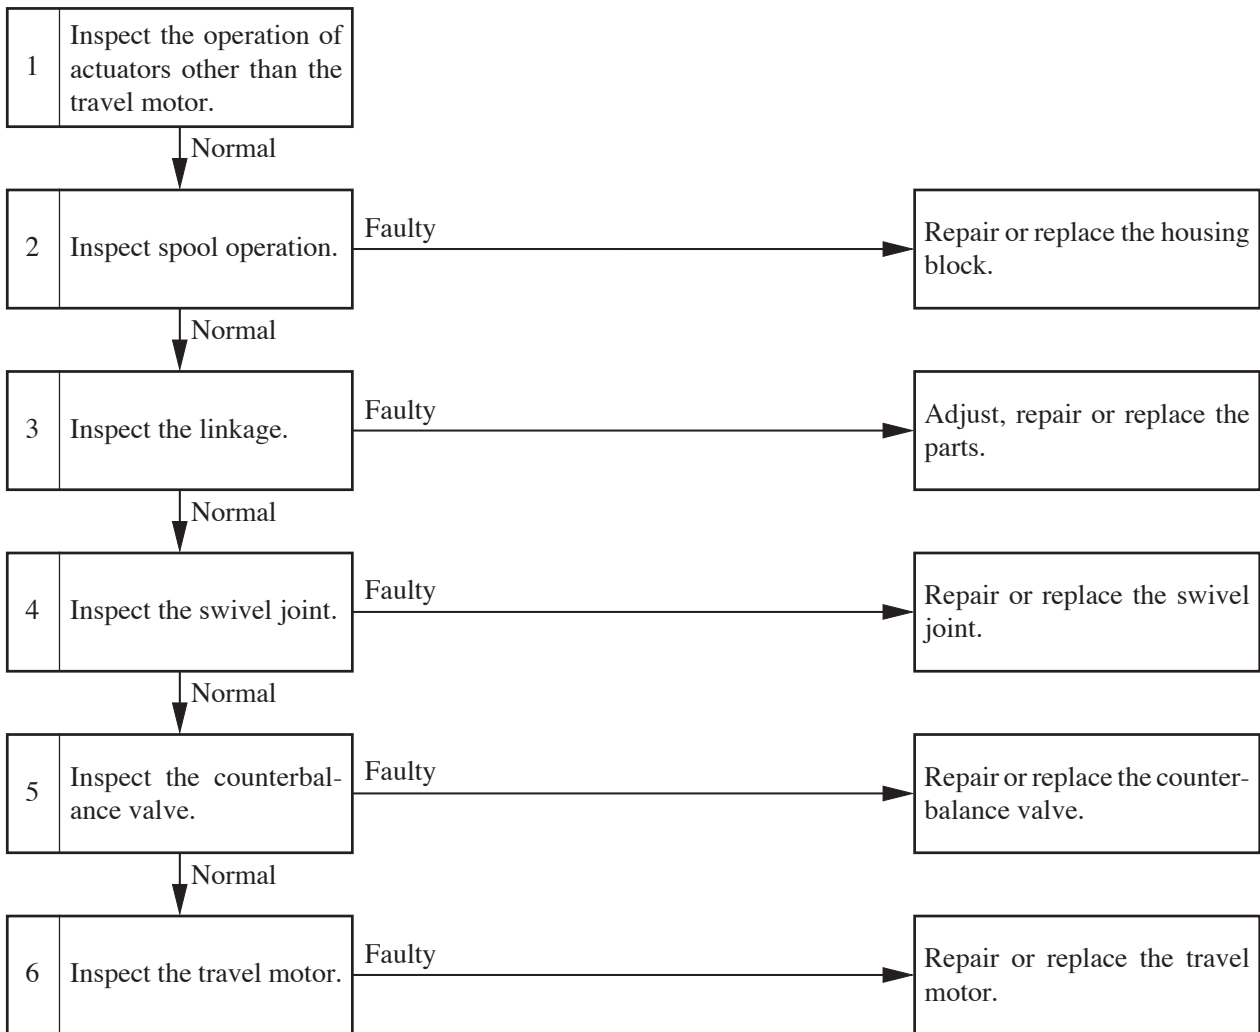 1
Inspect the operation of
actuators other than the
travel motor.
Normal
2
Inspect spool operation.
Faulty
Repair or replace the housing
block.
Normal
3
Inspect the linkage.
Faulty
Adjust, repair or replace the
parts.
Normal
4
Inspect the swivel joint.
Faulty
Repair or replace the swivel
joint.
Normal
5
Inspect the counterbal-
ance valve.
Faulty
Repair or replace the counter-
balance valve.
Normal
6
Inspect the travel motor.
Faulty
Repair or replace the travel
motor.